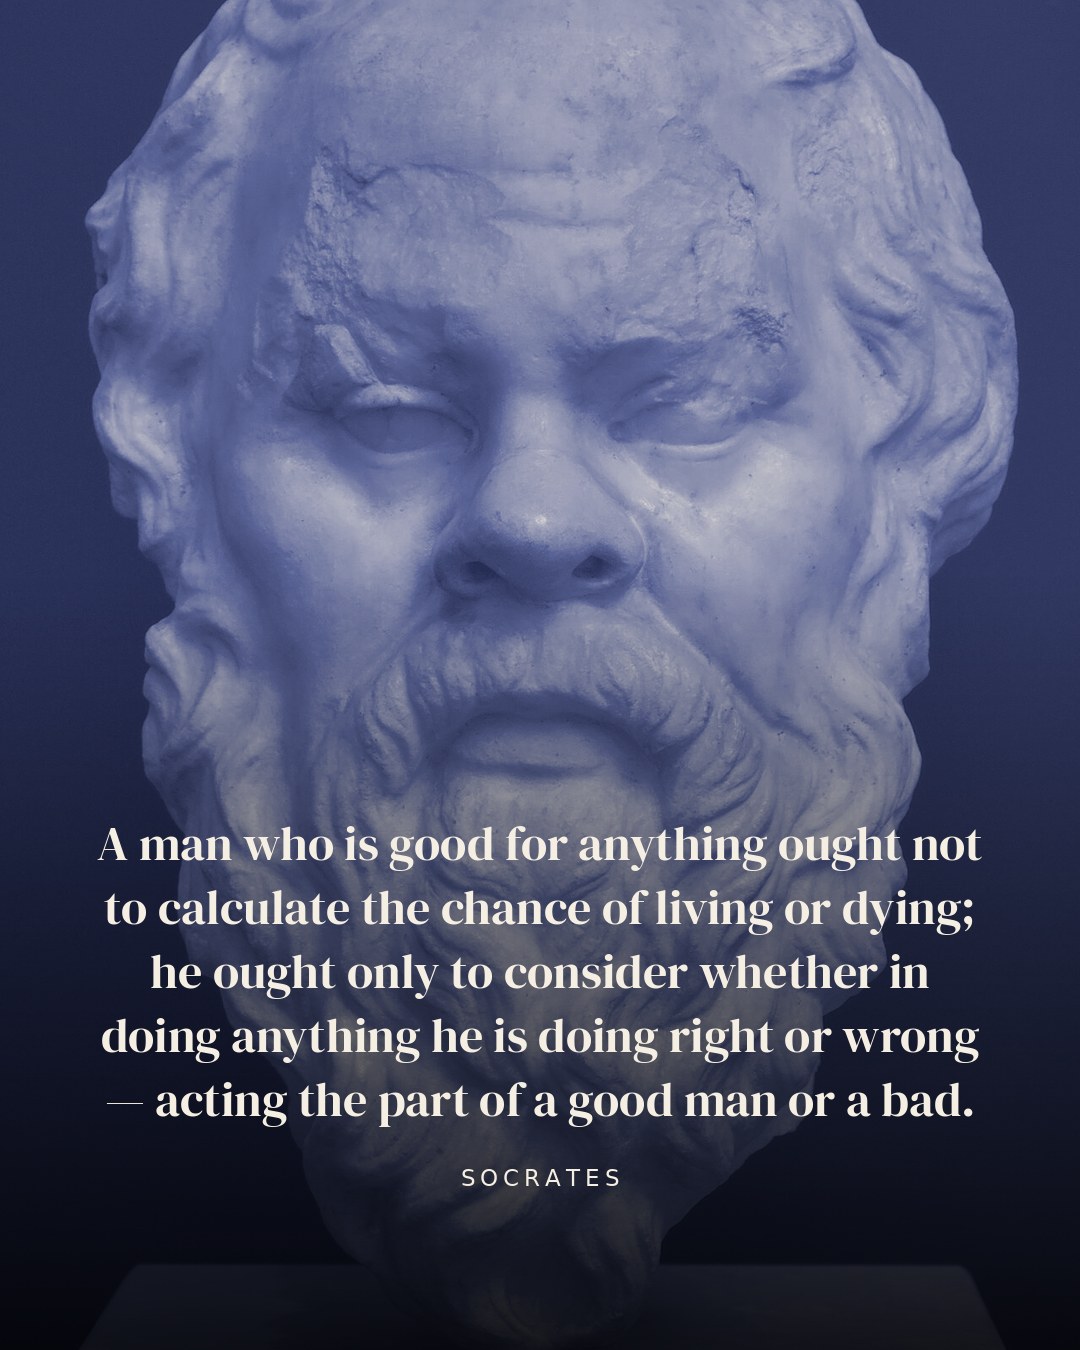 A man who is good for anything ought not
to calculate the chance of living or dying;
he ought only to consider whether in
doing anything he is doing right or wrong
— acting the part of a good man or a bad.
SOCRATES